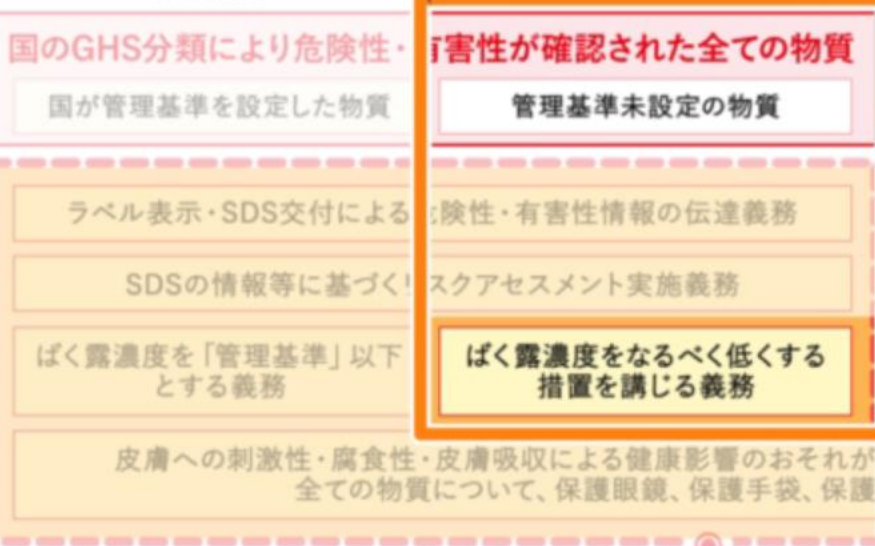 国のGHS分類により危険性・有害性が確認された全ての物質
国が管理基準を設定した物質
管理基準未設定の物質
ラベル表示・SDS交付による危険性・有害性情報の伝達義務
SDSの情報等に基づくリスクアセスメント実施義務
ばく露濃度を「管理基準」以下
とする義務
ばく露濃度をなるべく低くする
措置を講じる義務
皮膚への刺激性・腐食性・皮膚吸収による健康影響のおそれが
全ての物質について、保護眼鏡、保護手袋、保護